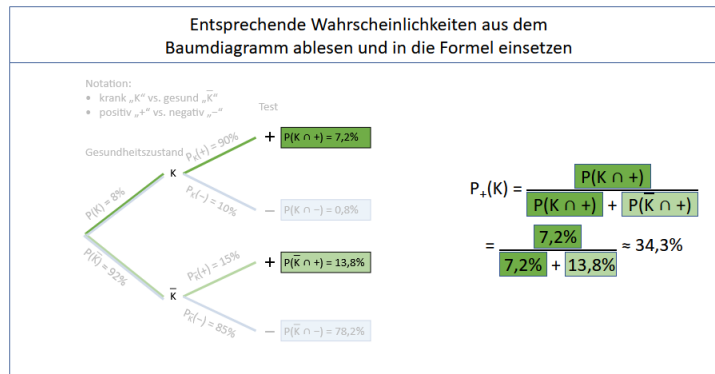 Entsprechende Wahrscheinlichkeiten aus dem
Baumdiagramm ablesen und in die Formel einsetzen
Notation:
• krank „K“ vs. gesund „K̅“
• positiv „+“ vs. negativ „−“
Test
Gesundheitszustand
P(K) = 8%
P(K̅) = 92%
K
K̅
P_K(+) = 90%
P_K(−) = 10%
P_K̅(+) = 15%
P_K̅(−) = 85%
+ P(K ∩ +) = 7,2%
− P(K ∩ −) = 0,8%
+ P(K̅ ∩ +) = 13,8%
− P(K̅ ∩ −) = 78,2%
P₊(K) =
P(K ∩ +)
P(K ∩ +) + P(K̅ ∩ +)
=
7,2%
7,2% + 13,8%
≈ 34,3%